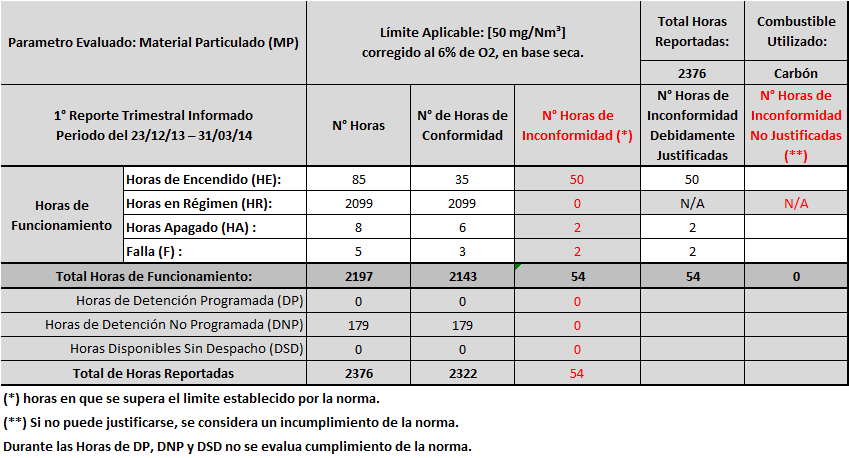 Parametro Evaluado: Material Particulado (MP)
Límite Aplicable: [50 mg/Nm³]
corregido al 6% de O2, en base seca.
Total Horas
Reportadas:
Combustible
Utilizado:
2376
Carbón
1° Reporte Trimestral Informado
Periodo del 23/12/13 – 31/03/14
N° Horas
N° de Horas de
Conformidad
N° Horas de
Inconformidad (*)
N° Horas de
Inconformidad
Debidamente
Justificadas
N° Horas de
Inconformidad
No Justificadas
(**)
Horas de
Funcionamiento
Horas de Encendido (HE): 85 35 50 50
Horas en Régimen (HR): 2099 2099 0 N/A N/A
Horas Apagado (HA) : 8 6 2 2
Falla (F) : 5 3 2 2
Total Horas de Funcionamiento: 2197 2143 54 54 0
Horas de Detención Programada (DP) 0 0 0
Horas de Detención No Programada (DNP) 179 179 0
Horas Disponibles Sin Despacho (DSD) 0 0 0
Total de Horas Reportadas 2376 2322 54
(*) horas en que se supera el limite establecido por la norma.
(**) Si no puede justificarse, se considera un incumplimiento de la norma.
Durante las Horas de DP, DNP y DSD no se evalua cumplimiento de la norma.